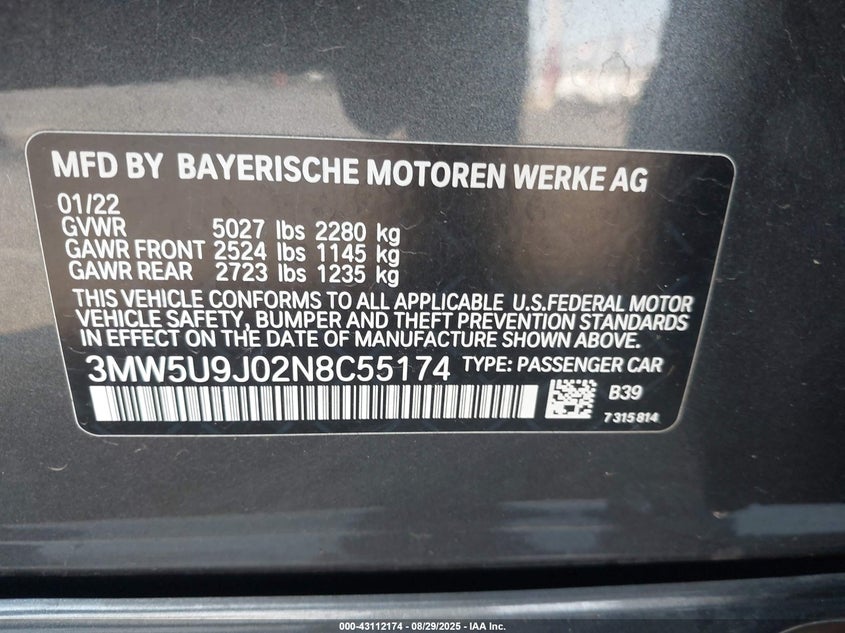 MFD BY BAYERISCHE MOTOREN WERKE AG
01/22
GVWR 5027 lbs 2280 kg
GAWR FRONT 2524 lbs 1145 kg
GAWR REAR 2723 lbs 1235 kg
THIS VEHICLE CONFORMS TO ALL APPLICABLE U.S.FEDERAL MOTOR
VEHICLE SAFETY, BUMPER AND THEFT PREVENTION STANDARDS
IN EFFECT ON THE DATE OF MANUFACTURE SHOWN ABOVE.
3MW5U9J02N8C55174 TYPE: PASSENGER CAR
B39
7 315 814
000-43112174 - 08/29/2025 - IAA Inc.